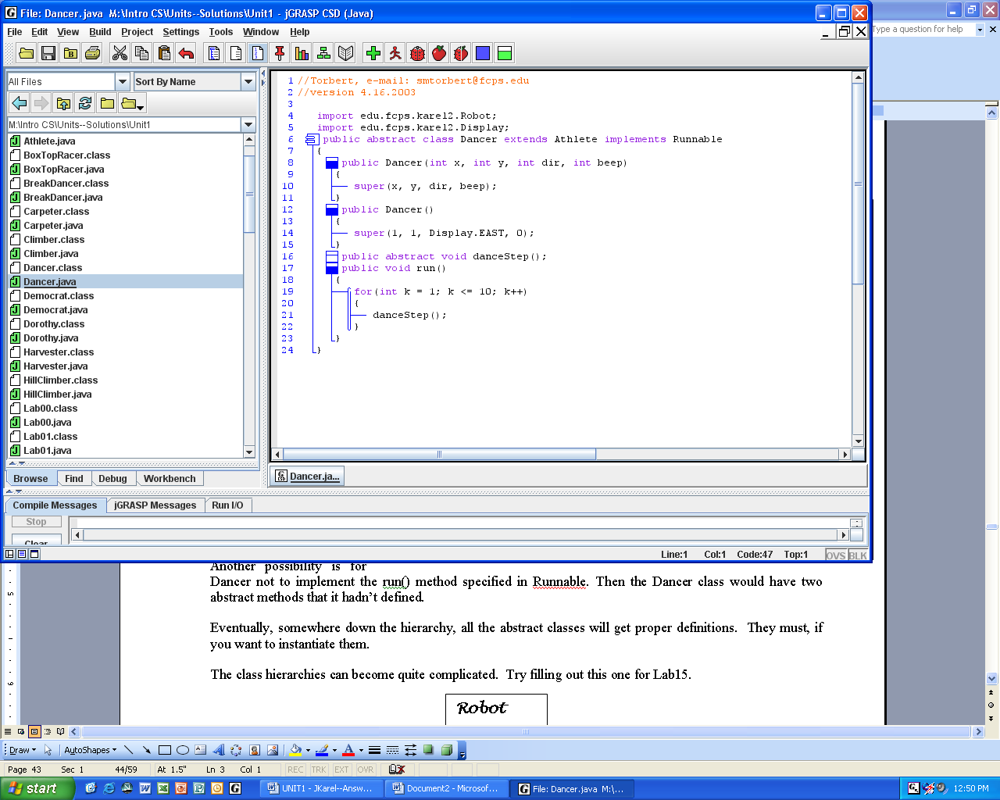 File: Dancer.java  M:\Intro CS\Units--Solutions\Unit1 - jGRASP CSD (Java)
File Edit View Build Project Settings Tools Window Help
Type a question for help
All Files Sort By Name
M:\Intro CS\Units--Solutions\Unit1
Athlete.java
BoxTopRacer.class
BoxTopRacer.java
BreakDancer.class
BreakDancer.java
Carpeter.class
Carpeter.java
Climber.class
Climber.java
Dancer.class
Dancer.java
Democrat.class
Democrat.java
Dorothy.class
Dorothy.java
Harvester.class
Harvester.java
HillClimber.class
HillClimber.java
Lab00.class
Lab00.java
Lab01.class
Lab01.java
Browse Find Debug Workbench
1 //Torbert, e-mail: smtorbert@fcps.edu
2 //version 4.16.2003
3
4 import edu.fcps.karel2.Robot;
5 import edu.fcps.karel2.Display;
6 public abstract class Dancer extends Athlete implements Runnable
7 {
8 public Dancer(int x, int y, int dir, int beep)
9 {
10 super(x, y, dir, beep);
11 }
12 public Dancer()
13 {
14 super(1, 1, Display.EAST, 0);
15 }
16 public abstract void danceStep();
17 public void run()
18 {
19 for(int k = 1; k <= 10; k++)
20 {
21 danceStep();
22 }
23 }
24 }
Dancer.ja...
Compile Messages jGRASP Messages Run I/O
Stop
Clear
Line:1 Col:1 Code:47 Top:1 OVS BLK
Another possibility is for
Dancer not to implement the run() method specified in Runnable. Then the Dancer class would have two
abstract methods that it hadn't defined.
Eventually, somewhere down the hierarchy, all the abstract classes will get proper definitions.  They must, if
you want to instantiate them.
The class hierarchies can become quite complicated.  Try filling out this one for Lab15.
Robot
Draw AutoShapes
Page 43 Sec 1 44/59 At 1.5" Ln 3 Col 1 REC TRK EXT OVR
start UNIT1 - JKarel--Answ... Document2 - Microsof... File: Dancer.java  M:\... 12:50 PM